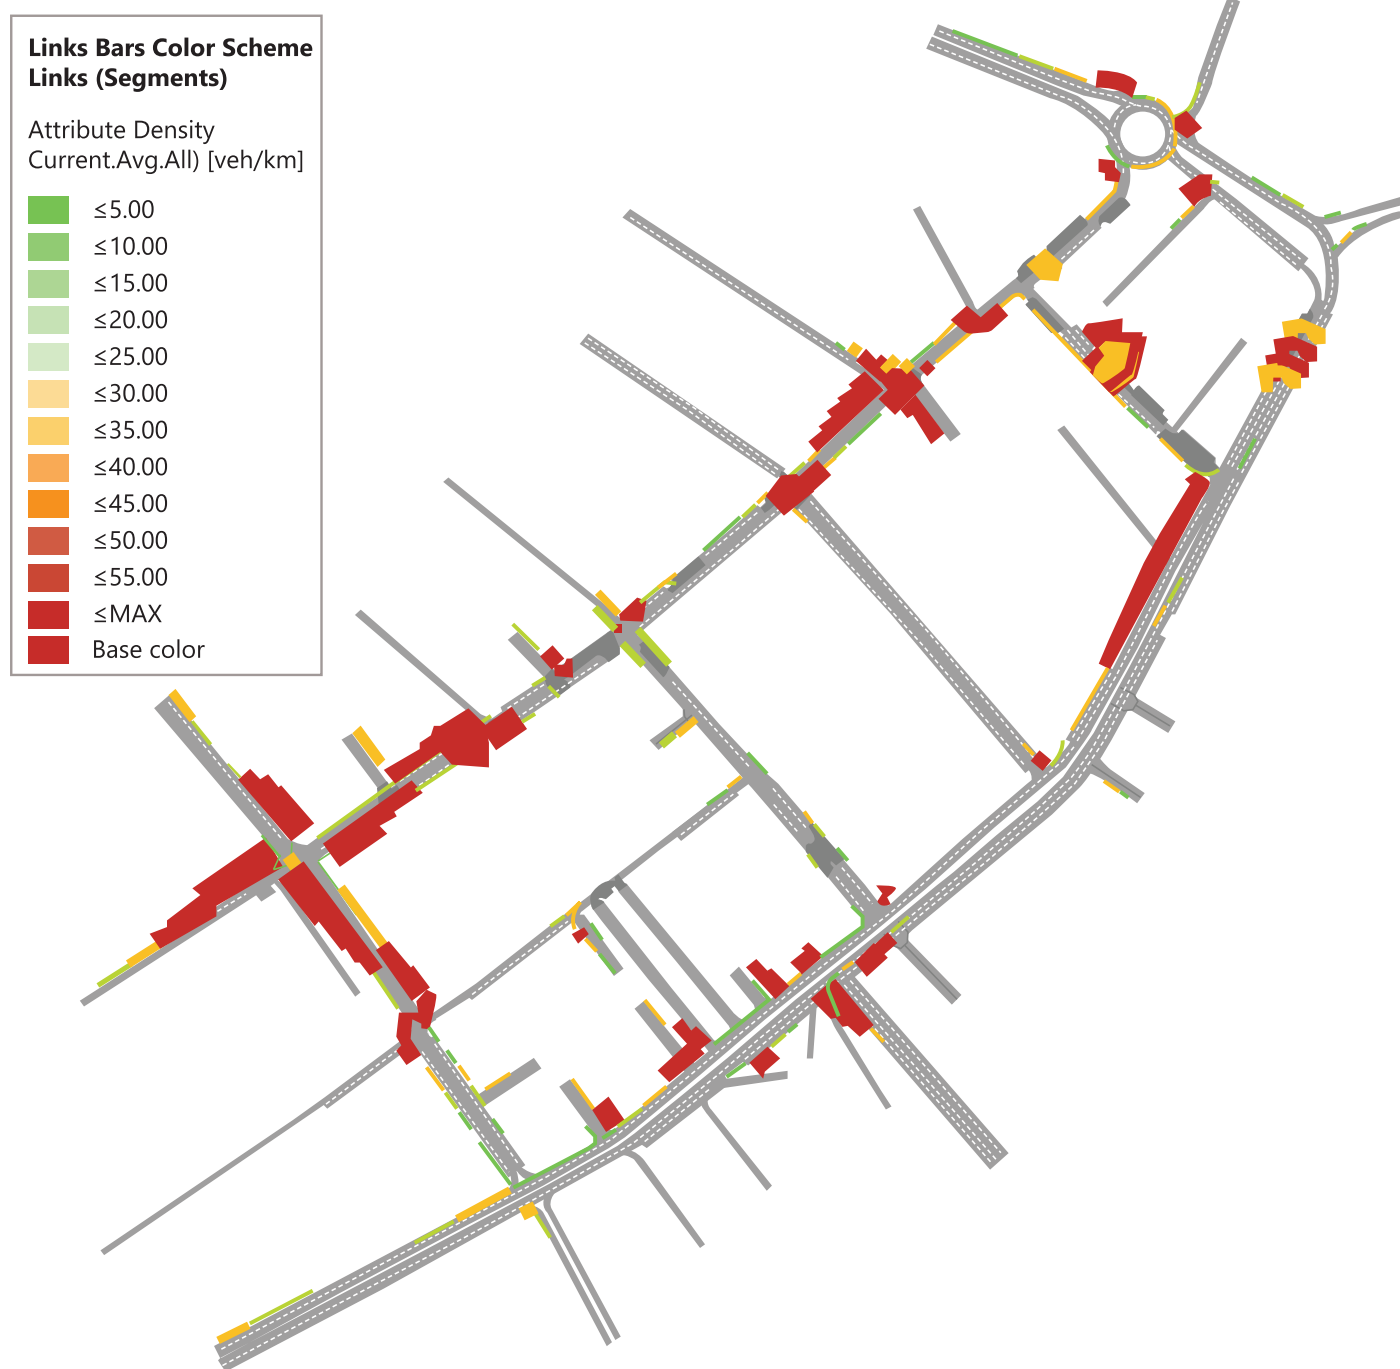 Links Bars Color Scheme
Links (Segments)
Attribute Density
Current.Avg.All) [veh/km]
≤5.00
≤10.00
≤15.00
≤20.00
≤25.00
≤30.00
≤35.00
≤40.00
≤45.00
≤50.00
≤55.00
≤MAX
Base color